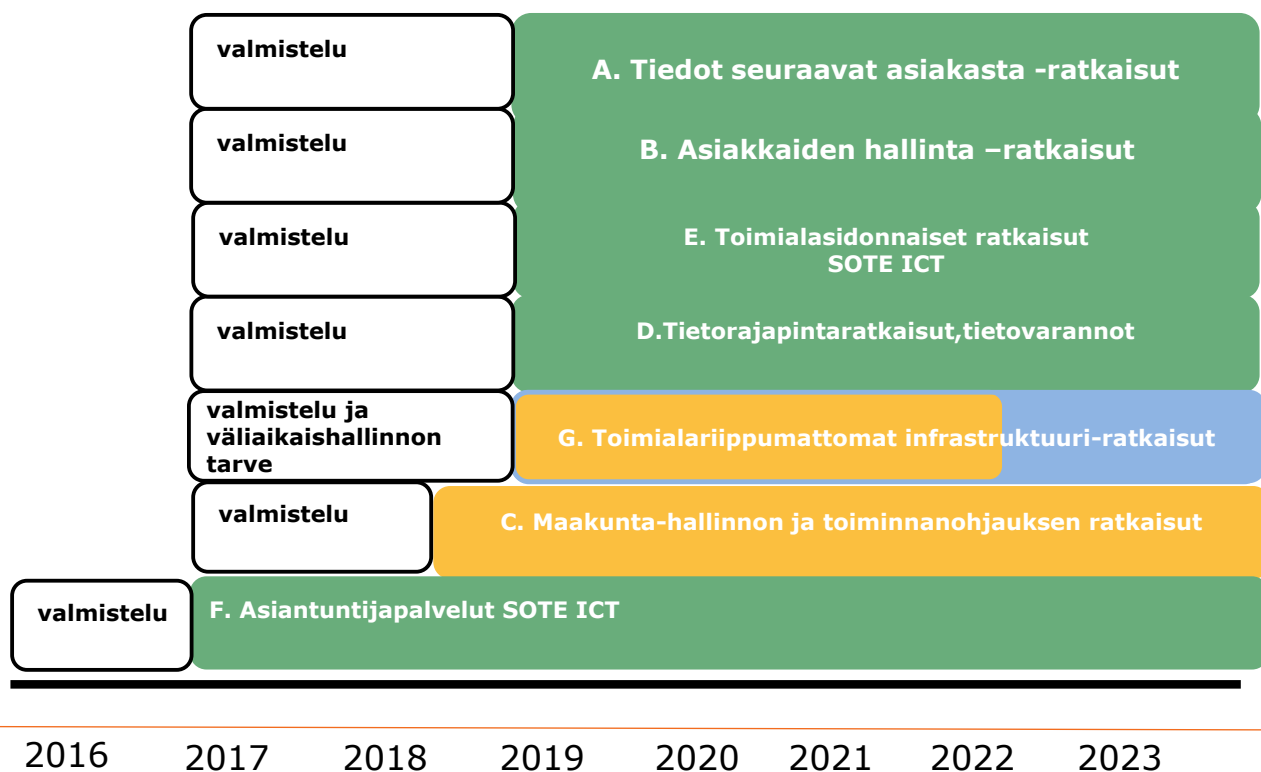 valmistelu
A. Tiedot seuraavat asiakasta -ratkaisut
valmistelu
B. Asiakkaiden hallinta –ratkaisut
valmistelu
E. Toimialasidonnaiset ratkaisut
SOTE ICT
valmistelu
D.Tietorajapintaratkaisut,tietovarannot
valmistelu ja
väliaikaishallinnon
tarve
G. Toimialariippumattomat infrastruktuuri-ratkaisut
valmistelu
C. Maakunta-hallinnon ja toiminnanohjauksen ratkaisut
valmistelu
F. Asiantuntijapalvelut SOTE ICT
2016 2017 2018 2019 2020 2021 2022 2023